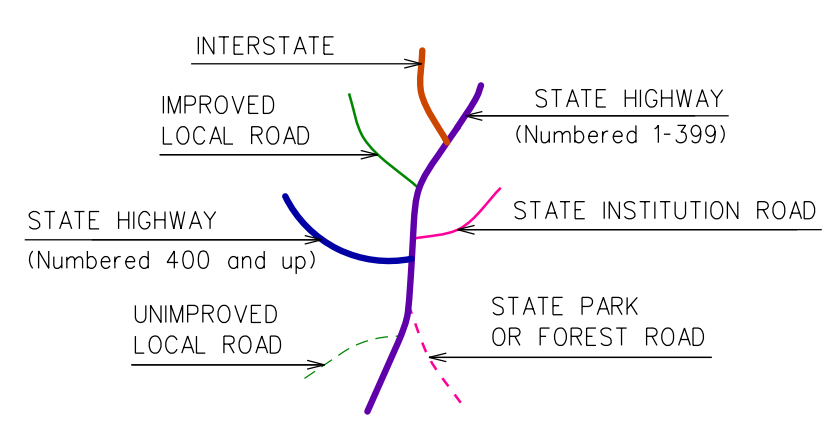 INTERSTATE
STATE HIGHWAY
(Numbered 1-399)
IMPROVED
LOCAL ROAD
STATE INSTITUTION ROAD
STATE HIGHWAY
(Numbered 400 and up)
STATE PARK
OR FOREST ROAD
UNIMPROVED
LOCAL ROAD